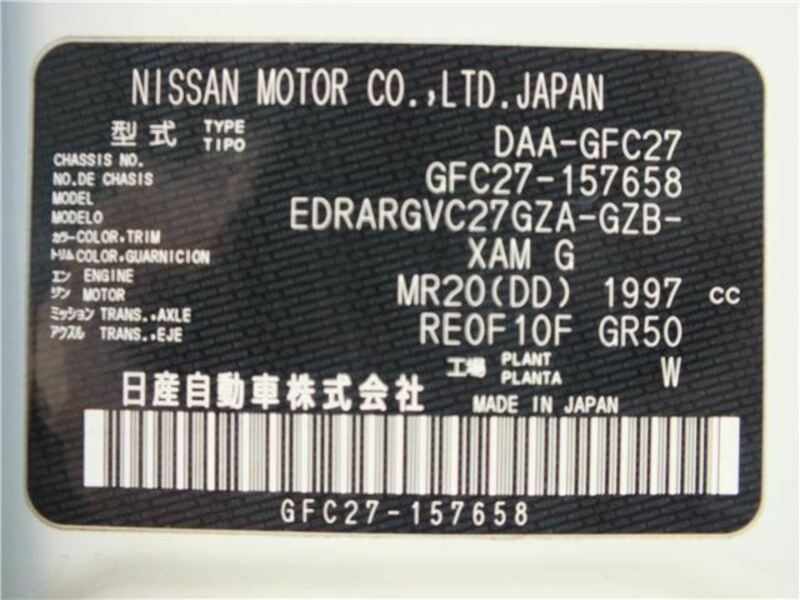 NISSAN MOTOR CO.,LTD.JAPAN
型式 TYPE TIPO DAA-GFC27
CHASSIS NO.
NO.DE CHASIS GFC27-157658
MODEL
MODELO EDRARGVC27GZA-GZB-
カラー COLOR,TRIM
トリム COLOR,GUARNICION XAM G
エン ENGINE
ジン MOTOR MR20(DD) 1997 cc
ミッション TRANS.,AXLE
アクスル TRANS.,EJE RE0F10F GR50
工場 PLANT PLANTA W
日産自動車株式会社 MADE IN JAPAN
GFC27-157658